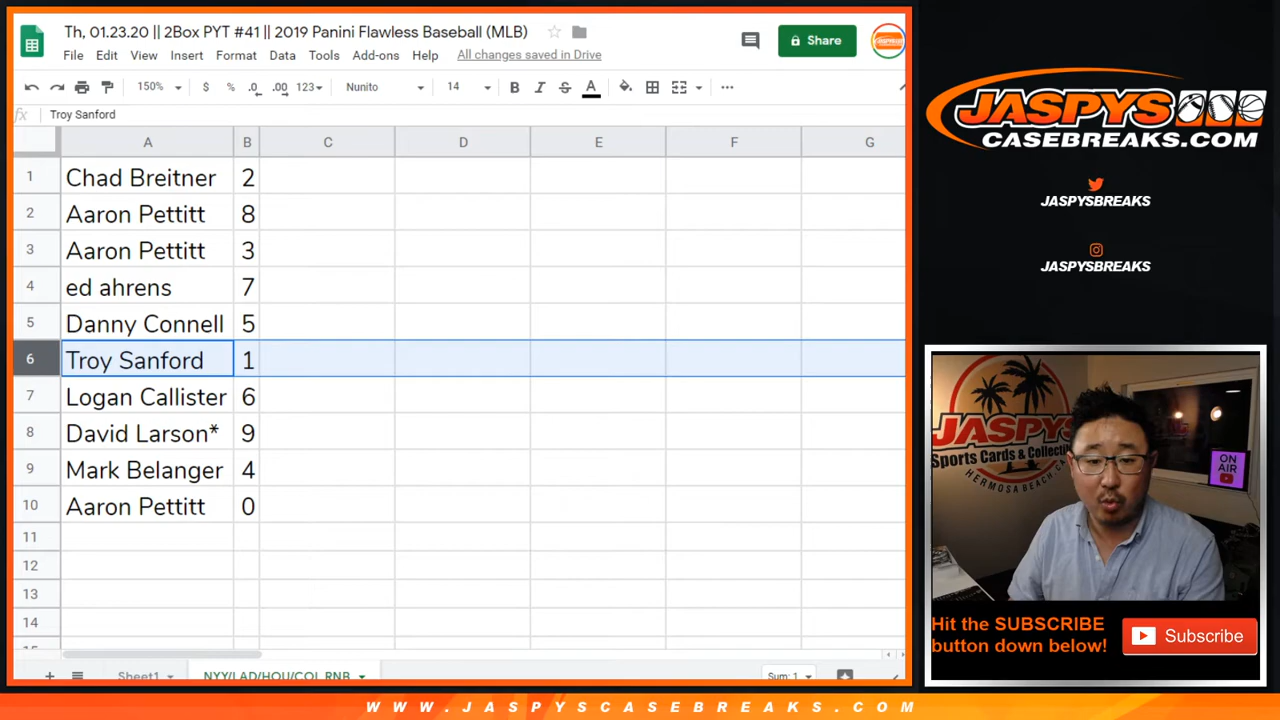 Th, 01.23.20 || 2Box PYT #41 || 2019 Panini Flawless Baseball (MLB)
File Edit View Insert Format Data Tools Add-ons Help All changes saved in Drive
Share
150% $ % .0 .00 123 Nunito 14 B I S A
fx Troy Sanford
A B C D E F G
1 Chad Breitner 2
2 Aaron Pettitt 8
3 Aaron Pettitt 3
4 ed ahrens 7
5 Danny Connell 5
6 Troy Sanford 1
7 Logan Callister 6
8 David Larson* 9
9 Mark Belanger 4
10 Aaron Pettitt 0
11
12
13
14
Sheet1 NYY/LAD/HOU/COL RNB Sum: 1
JASPYS
CASEBREAKS.COM
JASPYSBREAKS
JASPYSBREAKS
JASPYS
Sports Cards & Collectib
HERMOSA BEACH, CA
ON
AIR
Hit the SUBSCRIBE
button down below!
Subscribe
WWW.JASPYSCASEBREAKS.COM